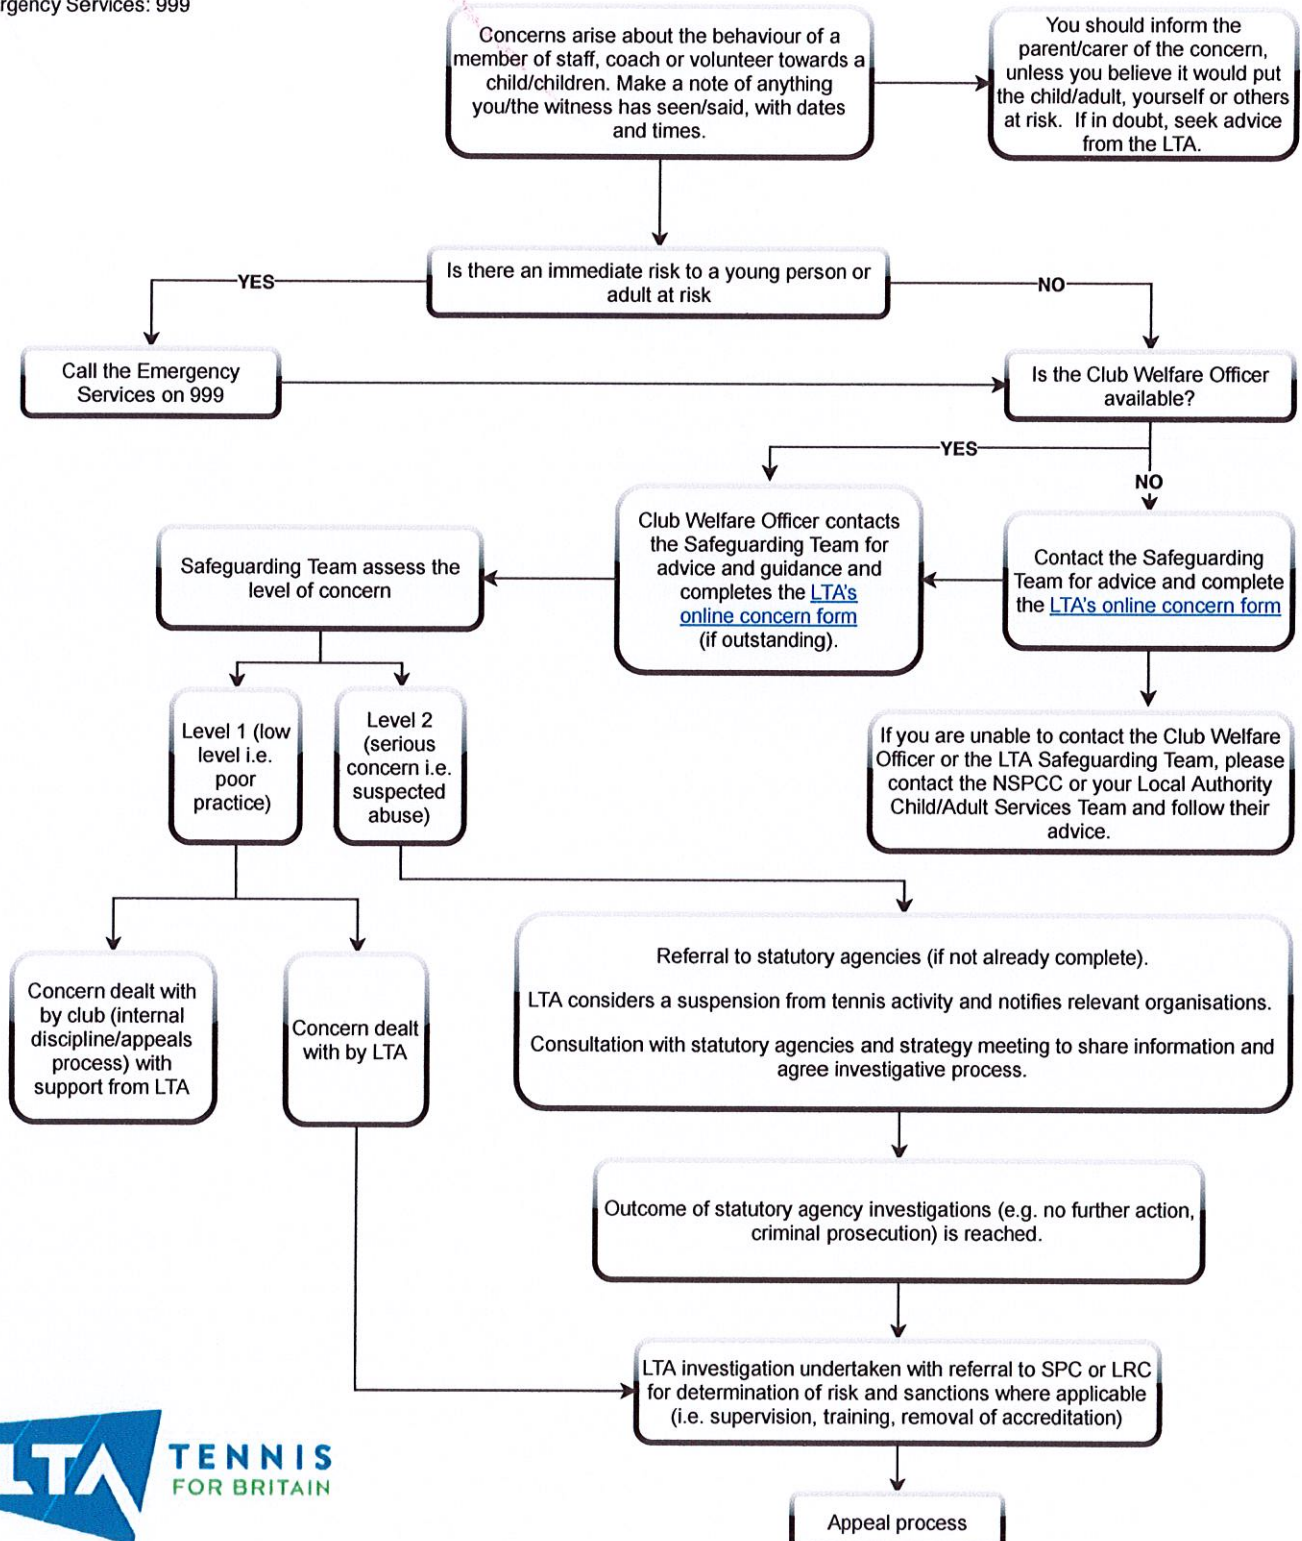 Services: 999
Concerns arise about the behaviour of a
member of staff, coach or volunteer towards a
child/children. Make a note of anything
you/the witness has seen/said, with dates
and times.
You should inform the
parent/carer of the concern,
unless you believe it would put
the child/adult, yourself or others
at risk. If in doubt, seek advice
from the LTA.
Is there an immediate risk to a young person or
adult at risk
YES
NO
Call the Emergency
Services on 999
Is the Club Welfare Officer
available?
YES
NO
Club Welfare Officer contacts
the Safeguarding Team for
advice and guidance and
completes the LTA's
online concern form
(if outstanding).
Contact the Safeguarding
Team for advice and complete
the LTA's online concern form
Safeguarding Team assess the
level of concern
Level 1 (low
level i.e.
poor
practice)
Level 2
(serious
concern i.e.
suspected
abuse)
If you are unable to contact the Club Welfare
Officer or the LTA Safeguarding Team, please
contact the NSPCC or your Local Authority
Child/Adult Services Team and follow their
advice.
Concern dealt with
by club (internal
discipline/appeals
process) with
support from LTA
Concern dealt
with by LTA
Referral to statutory agencies (if not already complete).
LTA considers a suspension from tennis activity and notifies relevant organisations.
Consultation with statutory agencies and strategy meeting to share information and
agree investigative process.
Outcome of statutory agency investigations (e.g. no further action,
criminal prosecution) is reached.
LTA investigation undertaken with referral to SPC or LRC
for determination of risk and sanctions where applicable
(i.e. supervision, training, removal of accreditation)
Appeal process
LTA TENNIS
FOR BRITAIN